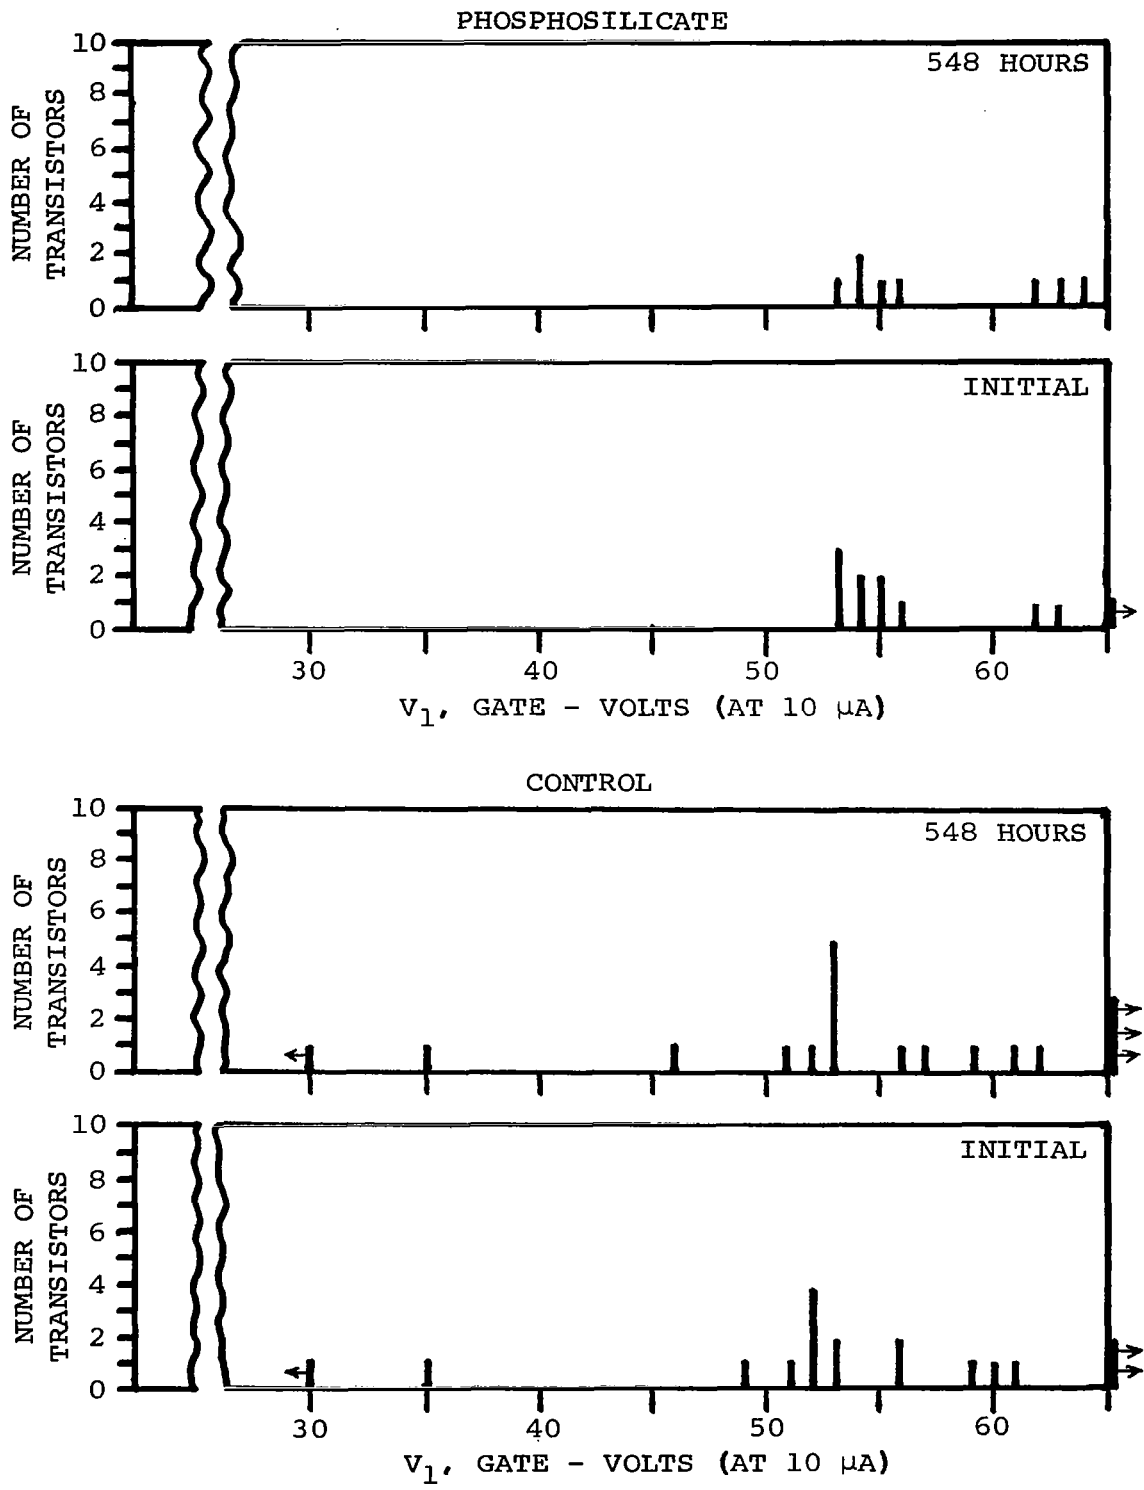 PHOSPHOSILICATE
548 HOURS
NUMBER OF
TRANSISTORS
10
8
6
4
2
0
INITIAL
NUMBER OF
TRANSISTORS
10
8
6
4
2
0
30 40 50 60
V1, GATE - VOLTS (AT 10 µA)
CONTROL
548 HOURS
NUMBER OF
TRANSISTORS
10
8
6
4
2
0
INITIAL
NUMBER OF
TRANSISTORS
10
8
6
4
2
0
30 40 50 60
V1, GATE - VOLTS (AT 10 µA)